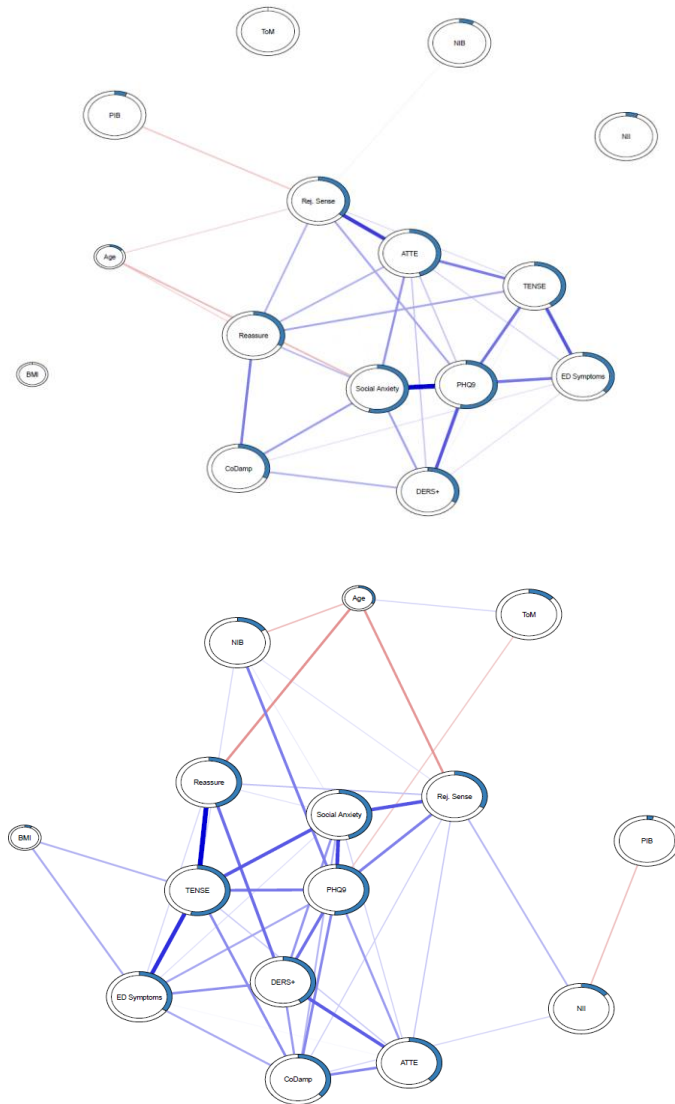 ToM
NIB
PIB
NII
Rej. Sense
ATTE
Age
TENSE
Reassure
BMI
Social Anxiety
PHQ9
ED Symptoms
CoDamp
DERS+
Age
ToM
NIB
Reassure
Rej. Sense
Social Anxiety
BMI
PIB
TENSE
PHQ9
DERS+
ED Symptoms
NII
ATTE
CoDamp